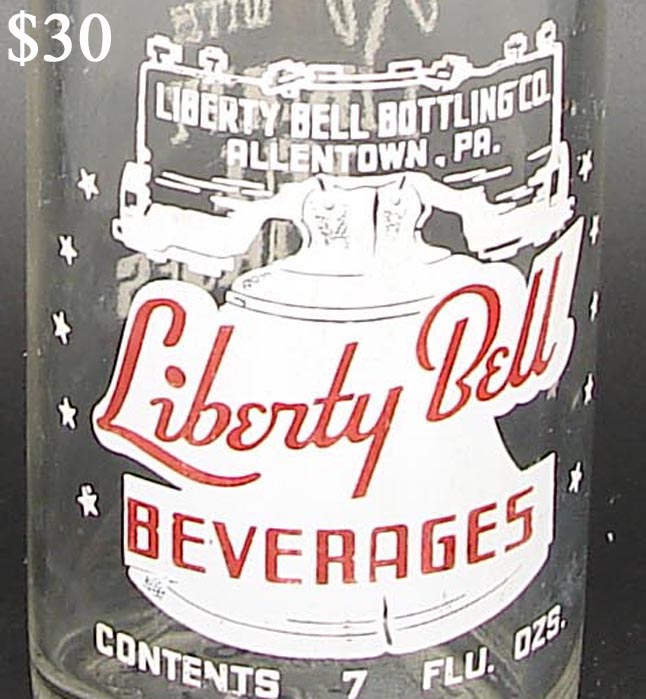 $30
LIBERTY BELL BOTTLING CO.
ALLENTOWN, PA.
Liberty Bell
BEVERAGES
CONTENTS 7 FLU. OZS.